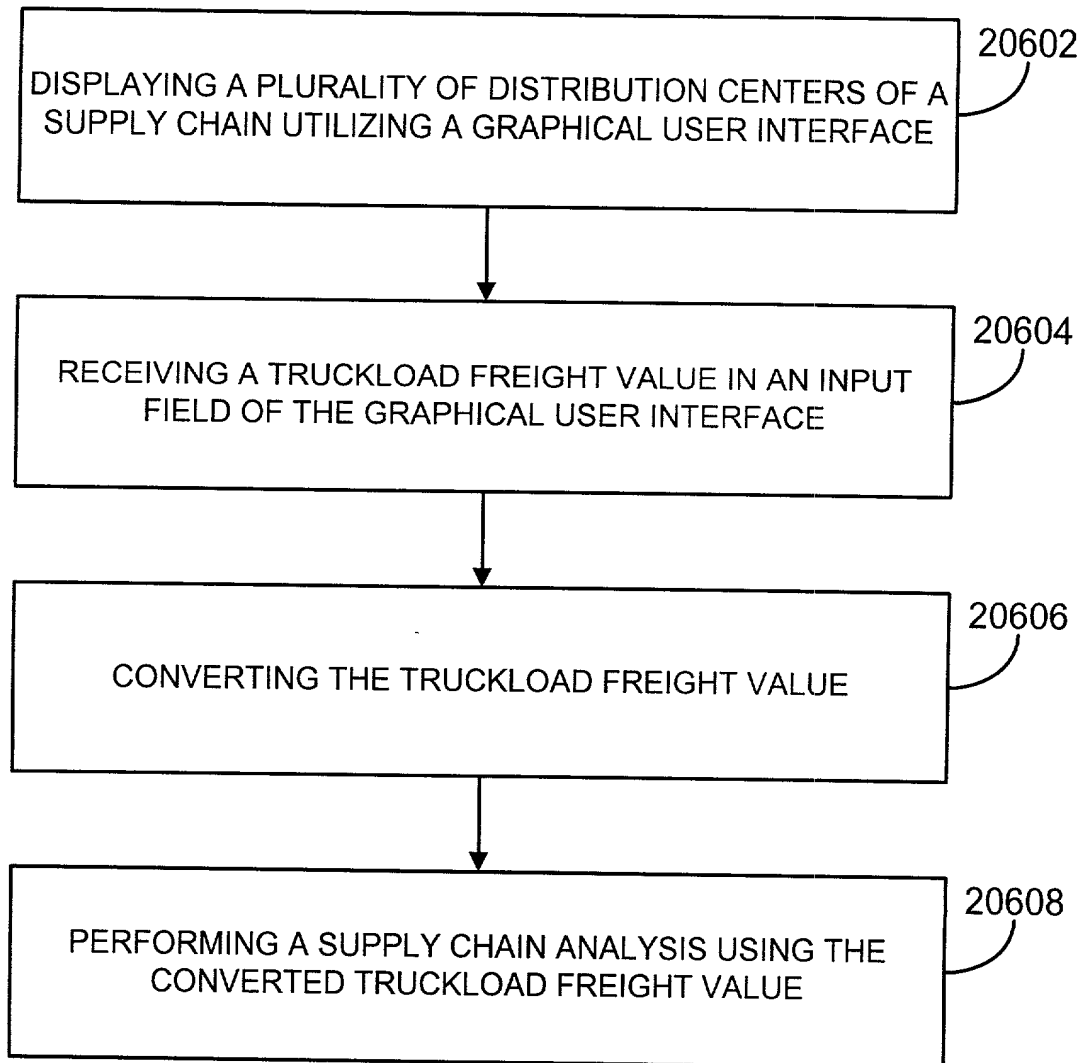 20602
DISPLAYING A PLURALITY OF DISTRIBUTION CENTERS OF A
SUPPLY CHAIN UTILIZING A GRAPHICAL USER INTERFACE
20604
RECEIVING A TRUCKLOAD FREIGHT VALUE IN AN INPUT
FIELD OF THE GRAPHICAL USER INTERFACE
20606
CONVERTING THE TRUCKLOAD FREIGHT VALUE
20608
PERFORMING A SUPPLY CHAIN ANALYSIS USING THE
CONVERTED TRUCKLOAD FREIGHT VALUE